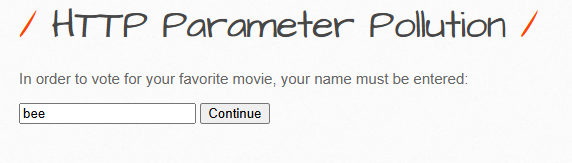 / HTTP Parameter Pollution /
In order to vote for your favorite movie, your name must be entered:
bee Continue